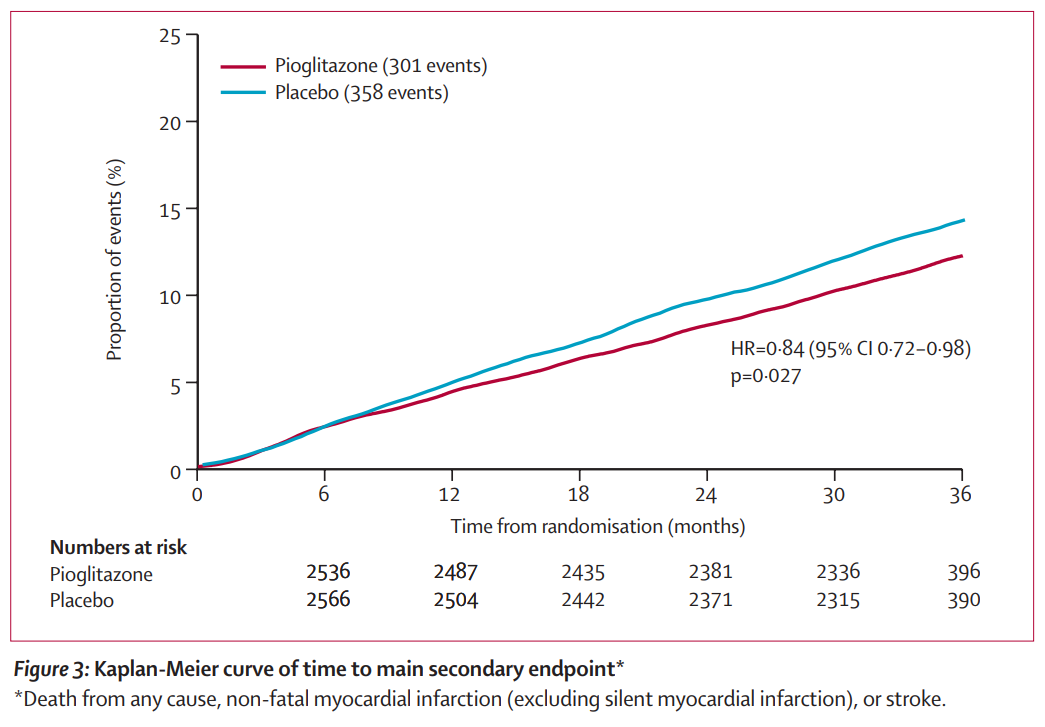 25
20
15
10
5
0
Proportion of events (%)
Pioglitazone (301 events)
Placebo (358 events)
HR=0·84 (95% CI 0·72–0·98)
p=0·027
0 6 12 18 24 30 36
Time from randomisation (months)
Numbers at risk
Pioglitazone 2536 2487 2435 2381 2336 396
Placebo 2566 2504 2442 2371 2315 390
Figure 3: Kaplan-Meier curve of time to main secondary endpoint*
*Death from any cause, non-fatal myocardial infarction (excluding silent myocardial infarction), or stroke.